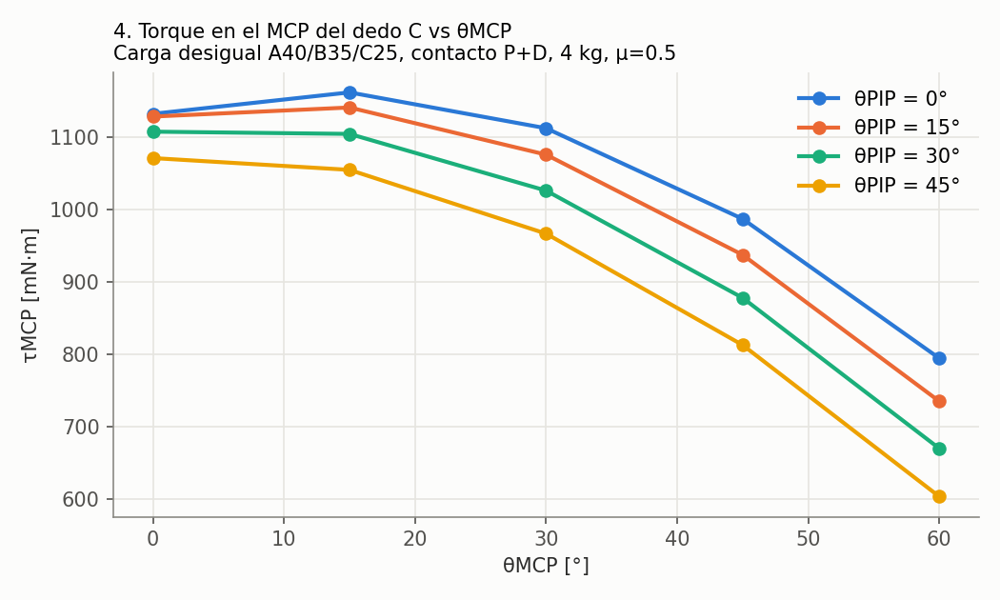 4. Torque en el MCP del dedo C vs θMCP
Carga desigual A40/B35/C25, contacto P+D, 4 kg, μ=0.5
θPIP = 0°
θPIP = 15°
θPIP = 30°
θPIP = 45°
τMCP [mN·m]
1100
1000
900
800
700
600
0 10 20 30 40 50 60
θMCP [°]